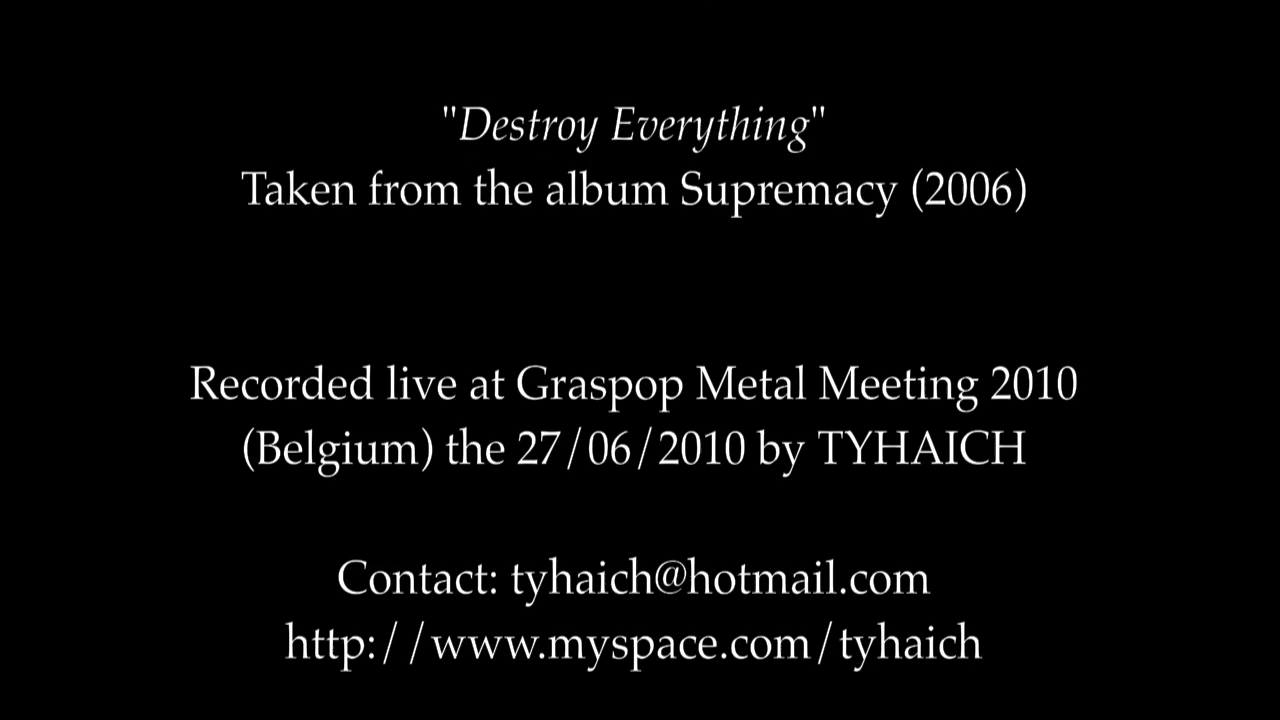 "Destroy Everything"
Taken from the album Supremacy (2006)
Recorded live at Graspop Metal Meeting 2010
(Belgium) the 27/06/2010 by TYHAICH
Contact: tyhaich@hotmail.com
http://www.myspace.com/tyhaich